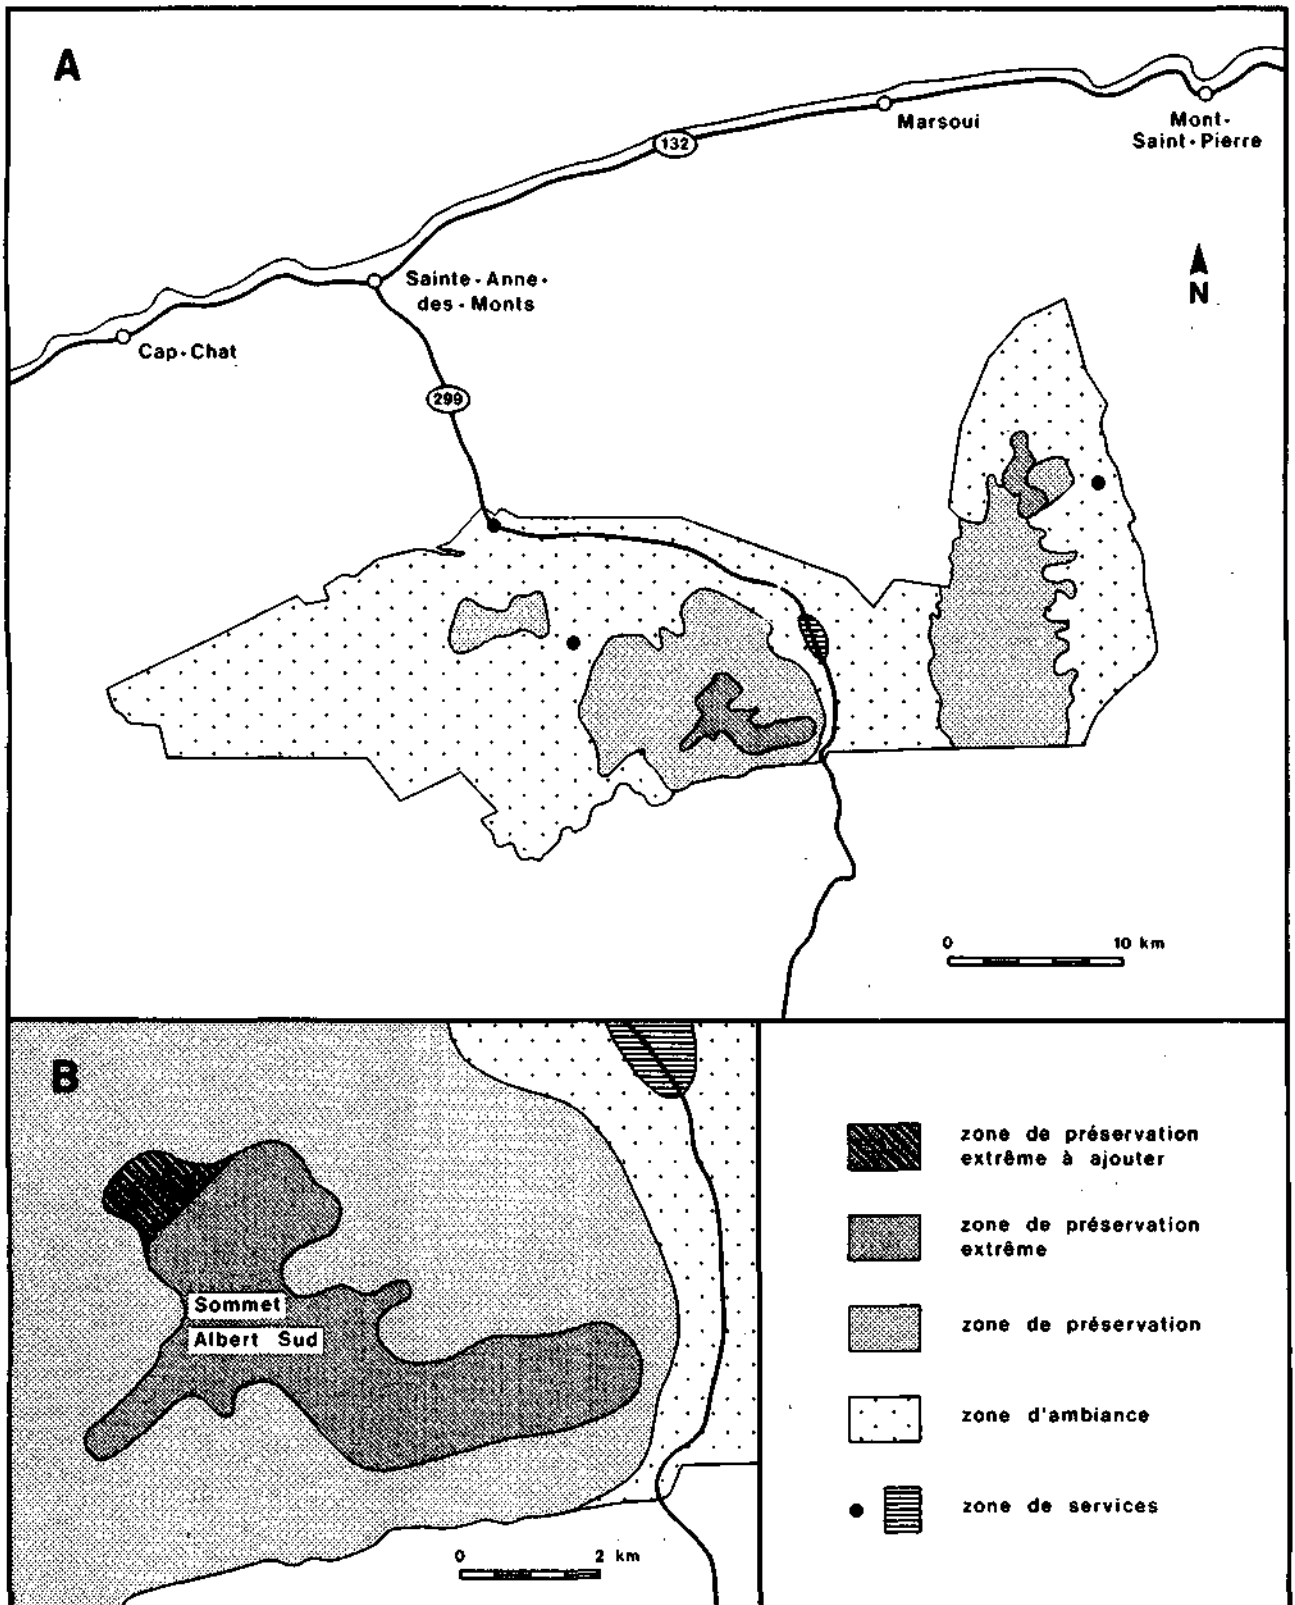 A
132
Marsoui
Mont-
Saint-Pierre
Sainte-Anne-
des-Monts
N
Cap-Chat
299
0 10 km
B
Sommet
Albert Sud
0 2 km
zone de préservation
extrême à ajouter
zone de préservation
extrême
zone de préservation
zone d'ambiance
zone de services